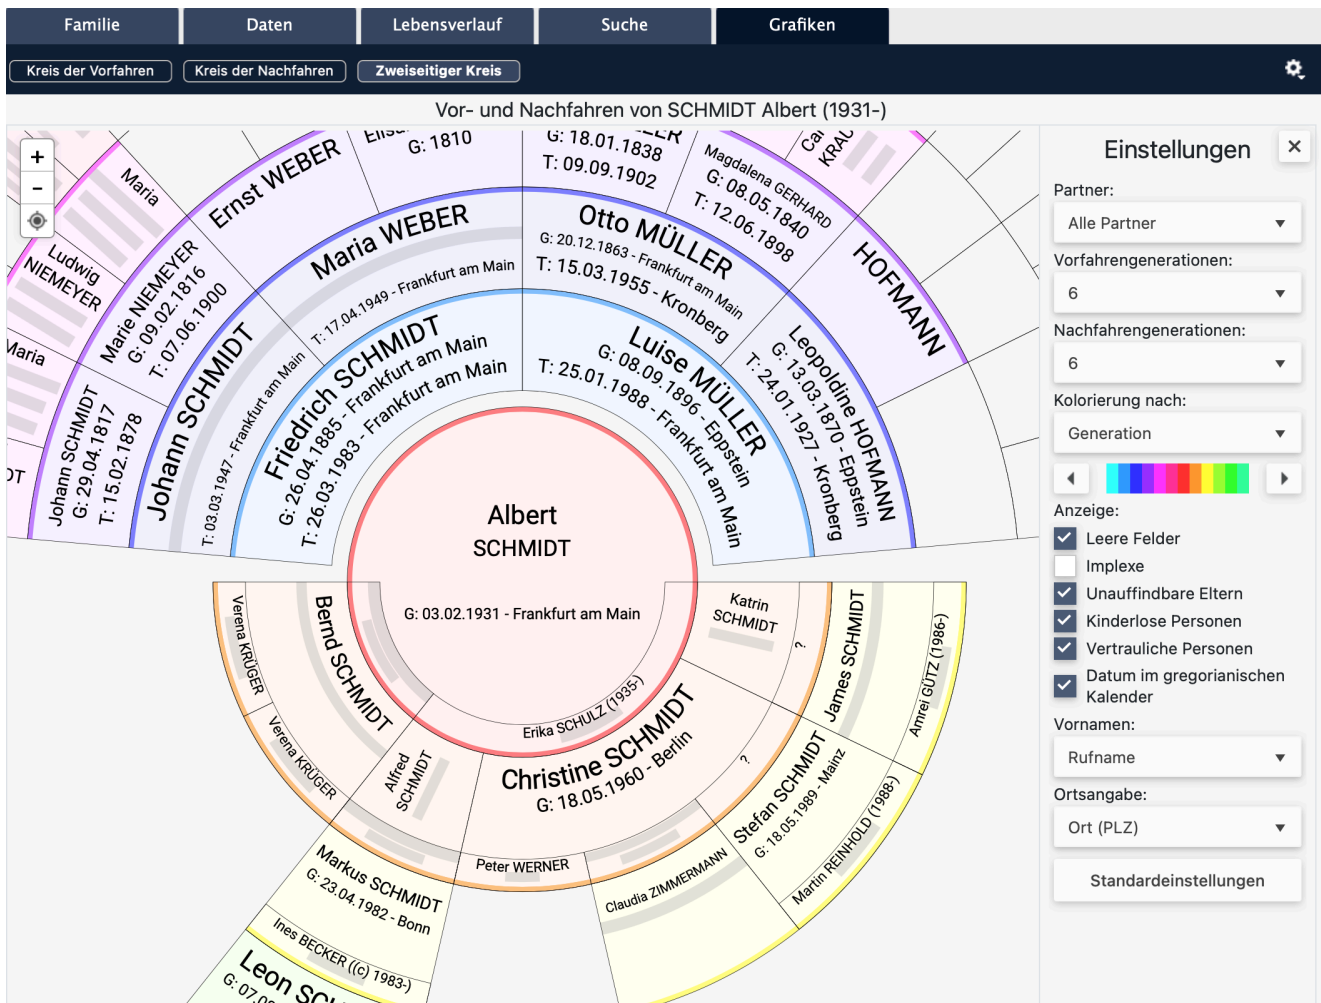 Familie
Daten
Lebensverlauf
Suche
Grafiken
Kreis der Vorfahren
Kreis der Nachfahren
Zweiseitiger Kreis
Vor- und Nachfahren von SCHMIDT Albert (1931-)
+
−
Maria
Ludwig
NIEMEYER
Maria
DT
Johann SCHMIDT
G: 29.04.1817
T: 15.02.1878
Marie NIEMEYER
G: 09.02.1816
T: 07.06.1900
Ernst WEBER
G: 1810
G: 18.01.1838
T: 09.09.1902
Magdalena GERHARD
G: 08.05.1840
T: 12.06.1898
KRAU
HOFMANN
Johann SCHMIDT
T: 03.03.1947 - Frankfurt am Main
Maria WEBER
T: 17.04.1949 - Frankfurt am Main
Otto MÜLLER
G: 20.12.1863 - Frankfurt am Main
T: 15.03.1955 - Kronberg
Leopoldine HOFMANN
G: 13.03.1870 - Eppstein
T: 24.01.1927 - Kronberg
Friedrich SCHMIDT
G: 26.04.1885 - Frankfurt am Main
T: 26.03.1983 - Frankfurt am Main
Luise MÜLLER
G: 08.09.1896 - Eppstein
T: 25.01.1988 - Frankfurt am Main
Albert
SCHMIDT
G: 03.02.1931 - Frankfurt am Main
Erika SCHULZ (1935-)
Bernd SCHMIDT
Verena KRÜGER
Verena KRÜGER
Alfred
SCHMIDT
Christine SCHMIDT
G: 18.05.1960 - Berlin
Peter WERNER
?
Katrin
SCHMIDT
?
James SCHMIDT
Amrei GÜTZ (1986-)
Stefan SCHMIDT
G: 18.05.1989 - Mainz
Martin REINHOLD (1988-)
Claudia ZIMMERMANN
Markus SCHMIDT
G: 23.04.1982 - Bonn
Ines BECKER ((c) 1983-)
Leon SCH
G: 07.0
Einstellungen
Partner:
Alle Partner
Vorfahrengenerationen:
6
Nachfahrengenerationen:
6
Kolorierung nach:
Generation
Anzeige:
Leere Felder
Implexe
Unauffindbare Eltern
Kinderlose Personen
Vertrauliche Personen
Datum im gregorianischen
Kalender
Vornamen:
Rufname
Ortsangabe:
Ort (PLZ)
Standardeinstellungen